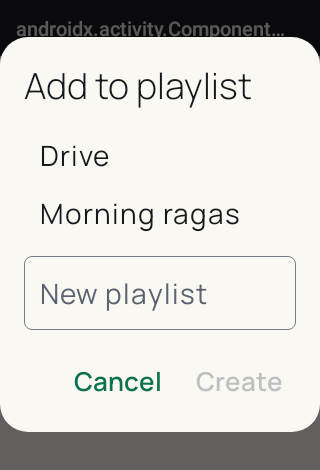 androidx.activity.Component...
Add to playlist
Drive
Morning ragas
New playlist
Cancel Create